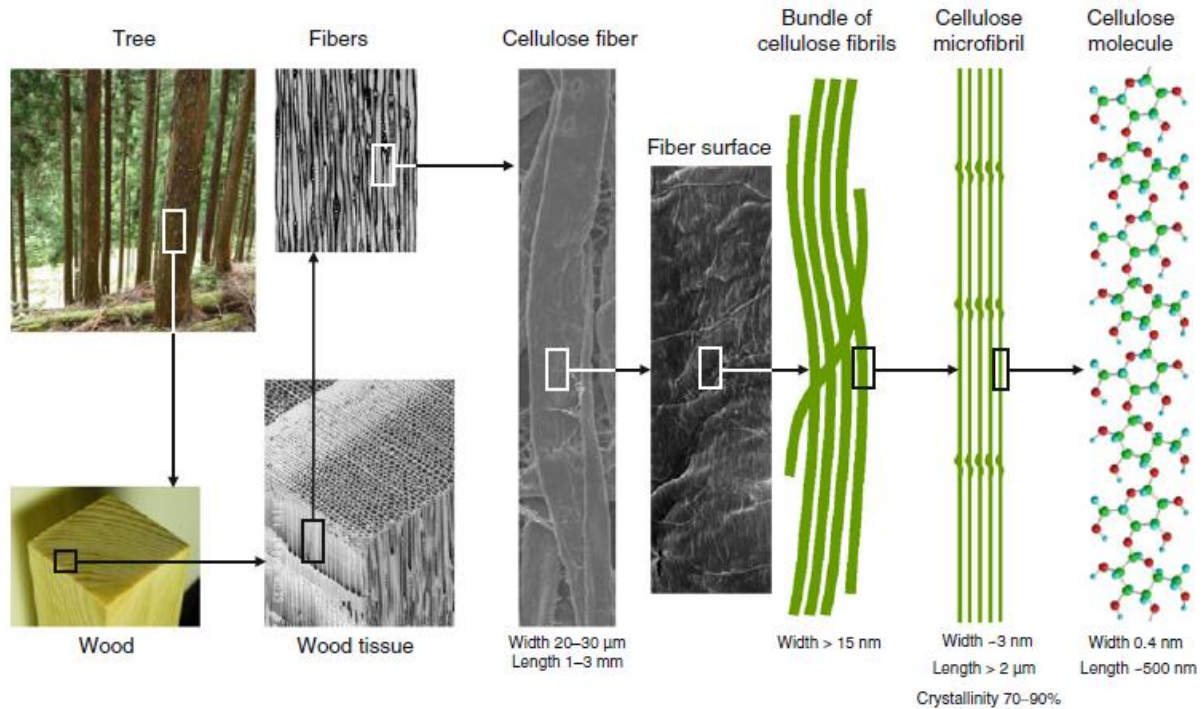 Tree
Fibers
Cellulose fiber
Bundle of
cellulose fibrils
Cellulose
microfibril
Cellulose
molecule
Fiber surface
Wood
Wood tissue
Width 20–30 μm
Length 1–3 mm
Width > 15 nm
Width ~3 nm
Length > 2 μm
Crystallinity 70–90%
Width 0.4 nm
Length ~500 nm